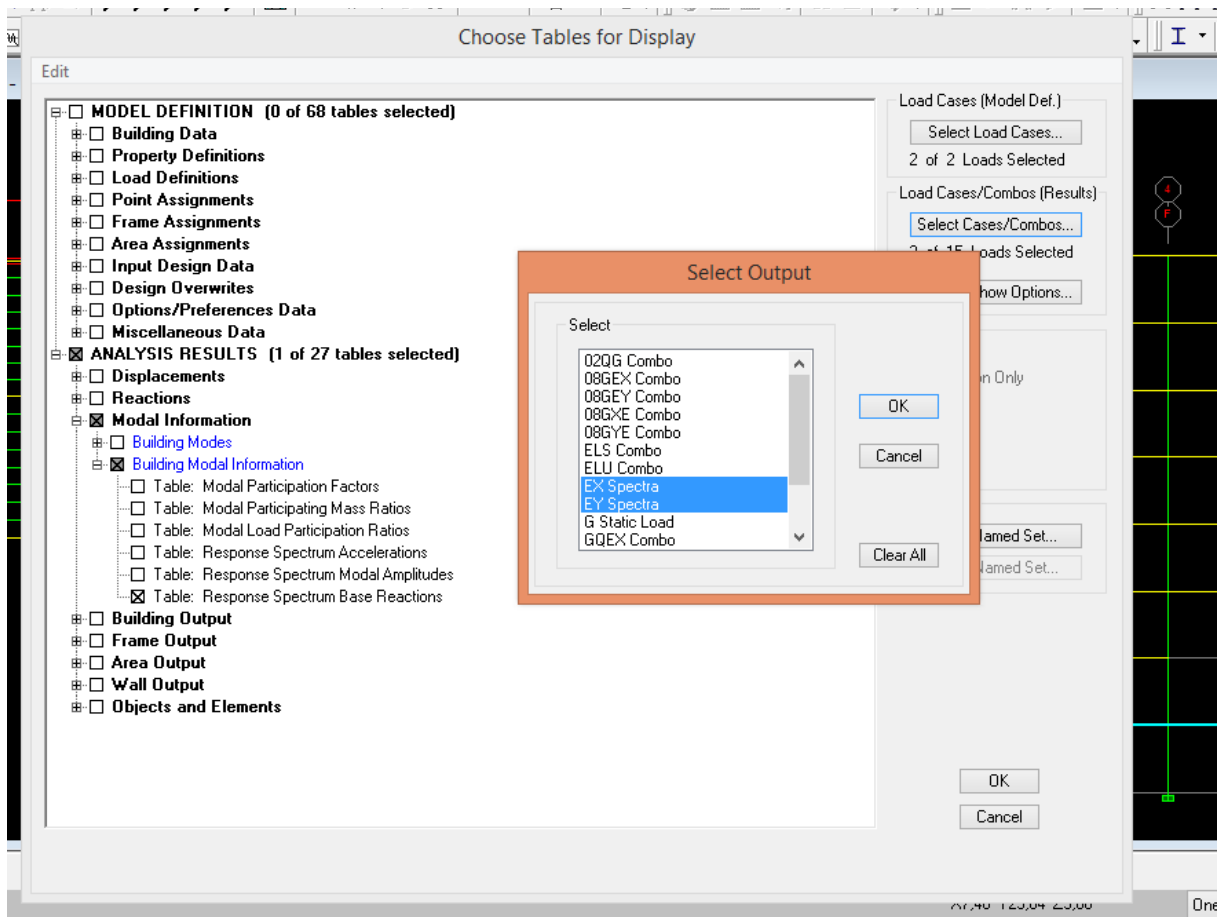 Choose Tables for Display
Edit
MODEL DEFINITION (0 of 68 tables selected)
Building Data
Property Definitions
Load Definitions
Point Assignments
Frame Assignments
Area Assignments
Input Design Data
Design Overwrites
Options/Preferences Data
Miscellaneous Data
ANALYSIS RESULTS (1 of 27 tables selected)
Displacements
Reactions
Modal Information
Building Modes
Building Modal Information
Table: Modal Participation Factors
Table: Modal Participating Mass Ratios
Table: Modal Load Participation Ratios
Table: Response Spectrum Accelerations
Table: Response Spectrum Modal Amplitudes
Table: Response Spectrum Base Reactions
Building Output
Frame Output
Area Output
Wall Output
Objects and Elements
Load Cases (Model Def.)
Select Load Cases...
2 of 2 Loads Selected
Load Cases/Combos (Results)
Select Cases/Combos...
of 15 Loads Selected
how Options...
n Only
lamed Set...
Named Set...
OK
Cancel
Select Output
Select
02QG Combo
08GEX Combo
08GEY Combo
08GXE Combo
08GYE Combo
ELS Combo
ELU Combo
EX Spectra
EY Spectra
G Static Load
GQEX Combo
OK
Cancel
Clear All
4
F
One